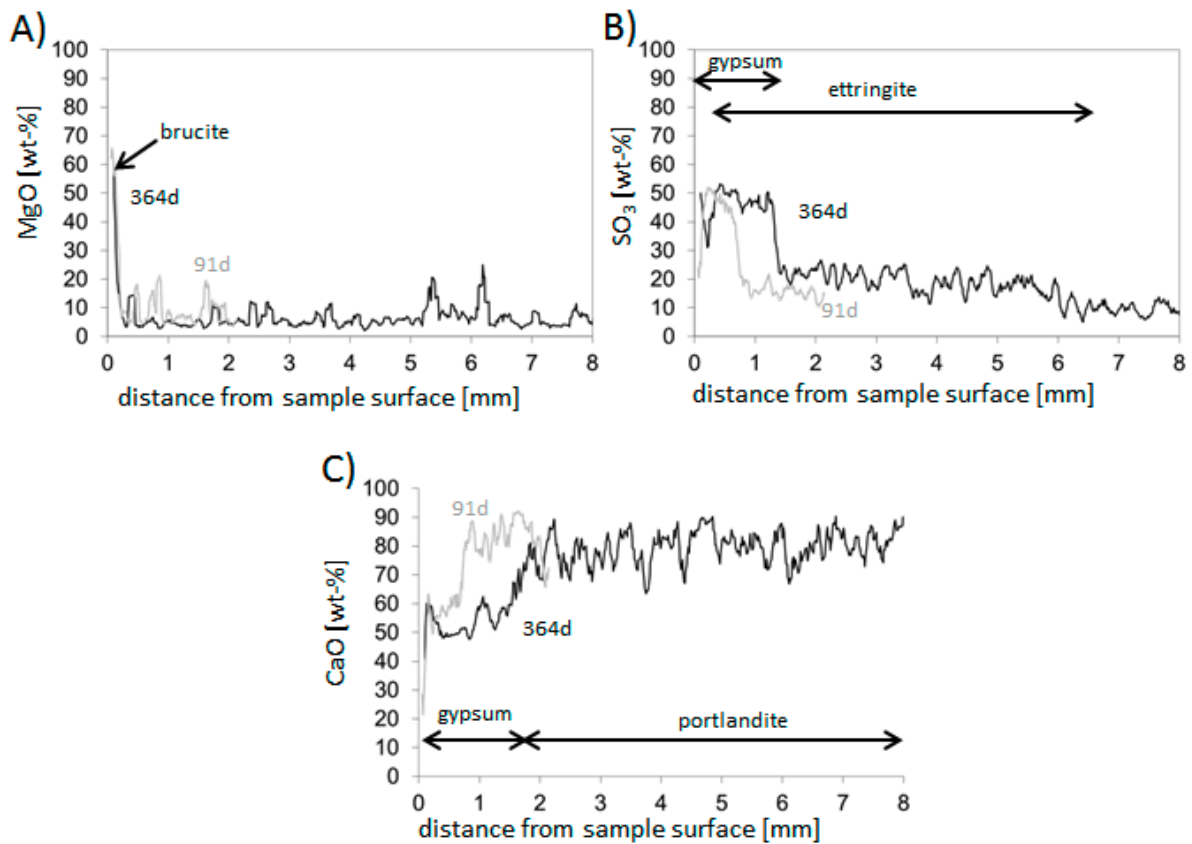 A)
100
90
80
70
60
50
40
30
20
10
0
MgO [wt-%]
brucite
364d
91d
0 1 2 3 4 5 6 7 8
distance from sample surface [mm]
B)
100
90
80
70
60
50
40
30
20
10
0
SO₃ [wt-%]
gypsum
ettringite
364d
91d
0 1 2 3 4 5 6 7 8
distance from sample surface [mm]
C)
100
90
80
70
60
50
40
30
20
10
0
CaO [wt-%]
91d
364d
gypsum
portlandite
0 1 2 3 4 5 6 7 8
distance from sample surface [mm]